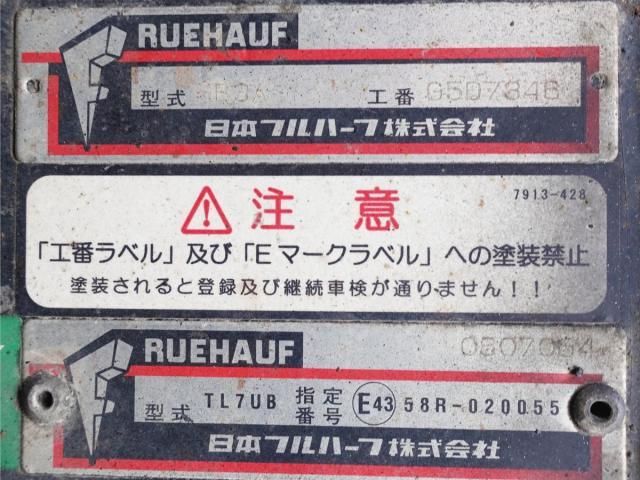 RUEHAUF
型式 工番 G5D7348
日本フルハーフ株式会社
注意 7913-428
「工番ラベル」及び「Eマークラベル」への塗装禁止
塗装されると登録及び継続車検が通りません!!
RUEHAUF
型式 TL7UB 指定番号 E43 58R-020055
日本フルハーフ株式会社